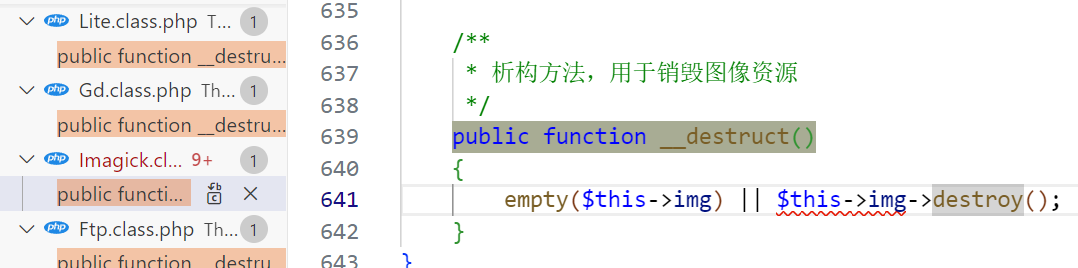 Lite.class.php T... 1
public function __destru...
Gd.class.php Th... 1
public function __destru...
Imagick.cl... 9+ 1
public functi...
Ftp.class.php Th... 1
public function __destru...
635
636 /**
637 * 析构方法，用于销毁图像资源
638 */
639 public function __destruct()
640 {
641 empty($this->img) || $this->img->destroy();
642 }
643 }